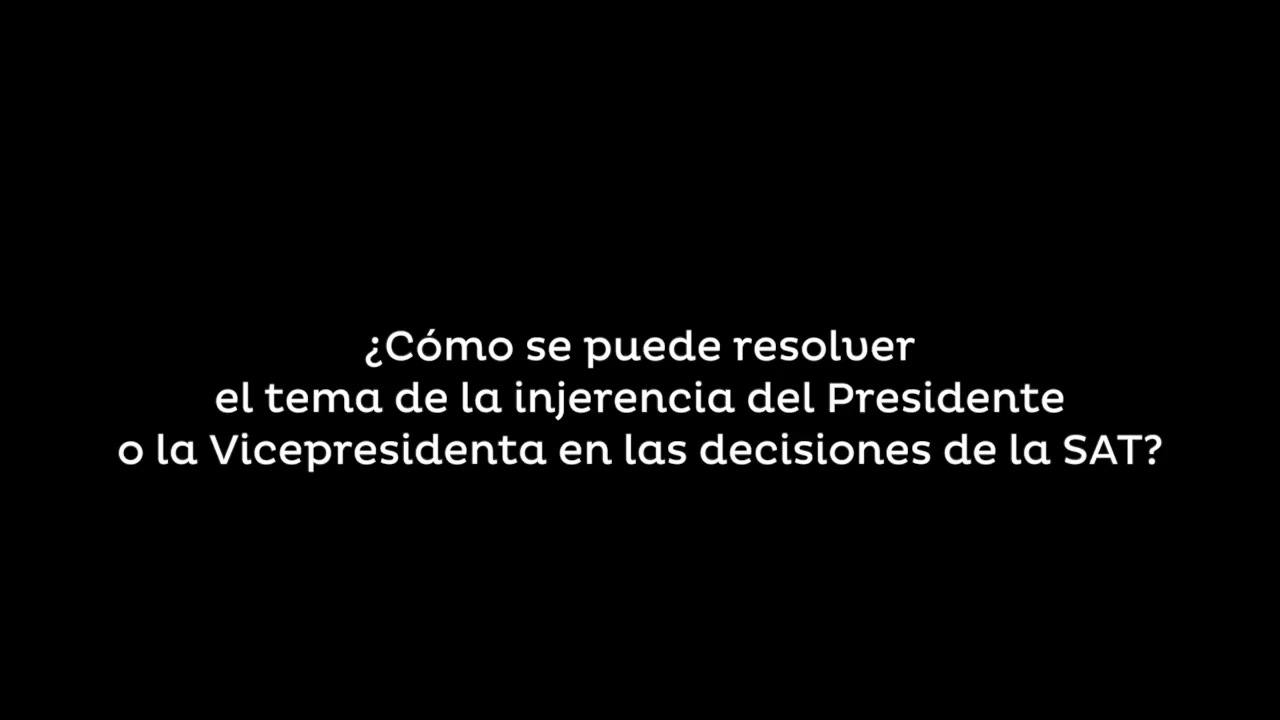 ¿Cómo se puede resolver
el tema de la injerencia del Presidente
o la Vicepresidenta en las decisiones de la SAT?